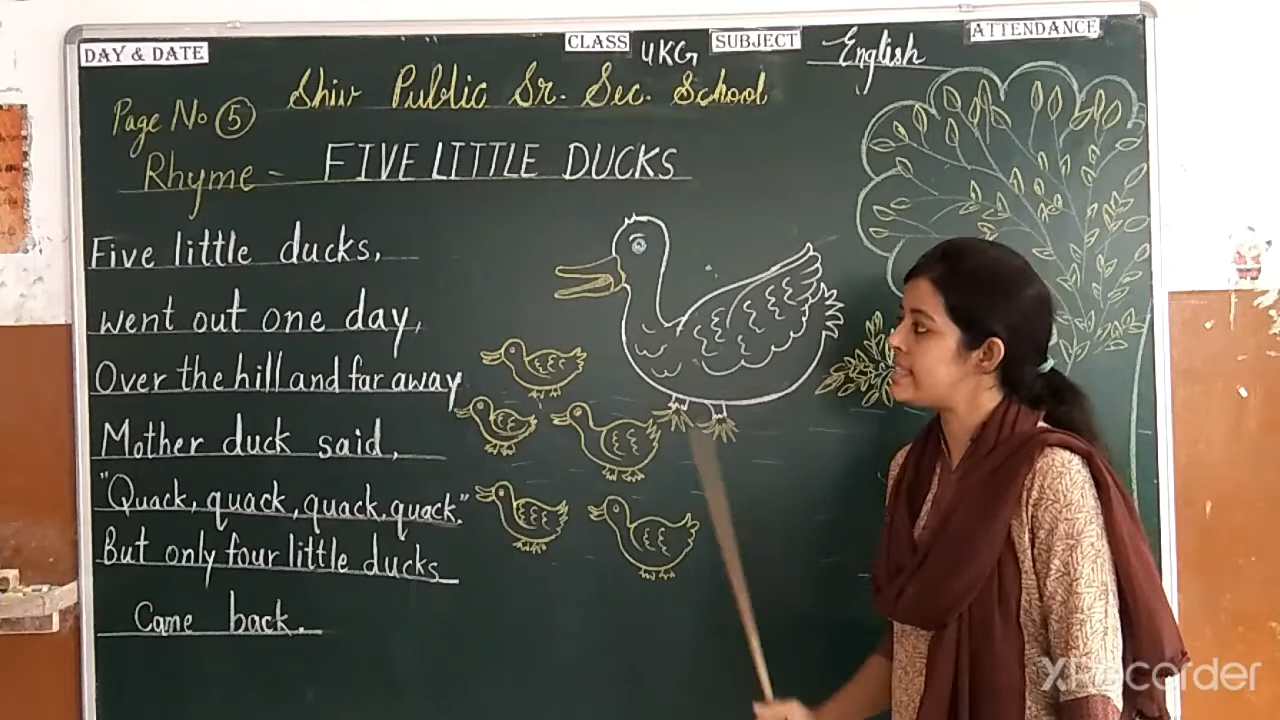 DAY & DATE
CLASS UKG SUBJECT English
ATTENDANCE
Shiv Public Sr. Sec. School
Page No 5
Rhyme - FIVE LITTLE DUCKS
Five little ducks,
went out one day,
Over the hill and far away
Mother duck said,
"Quack, quack, quack, quack."
But only four little ducks
Came back.
XRecorder